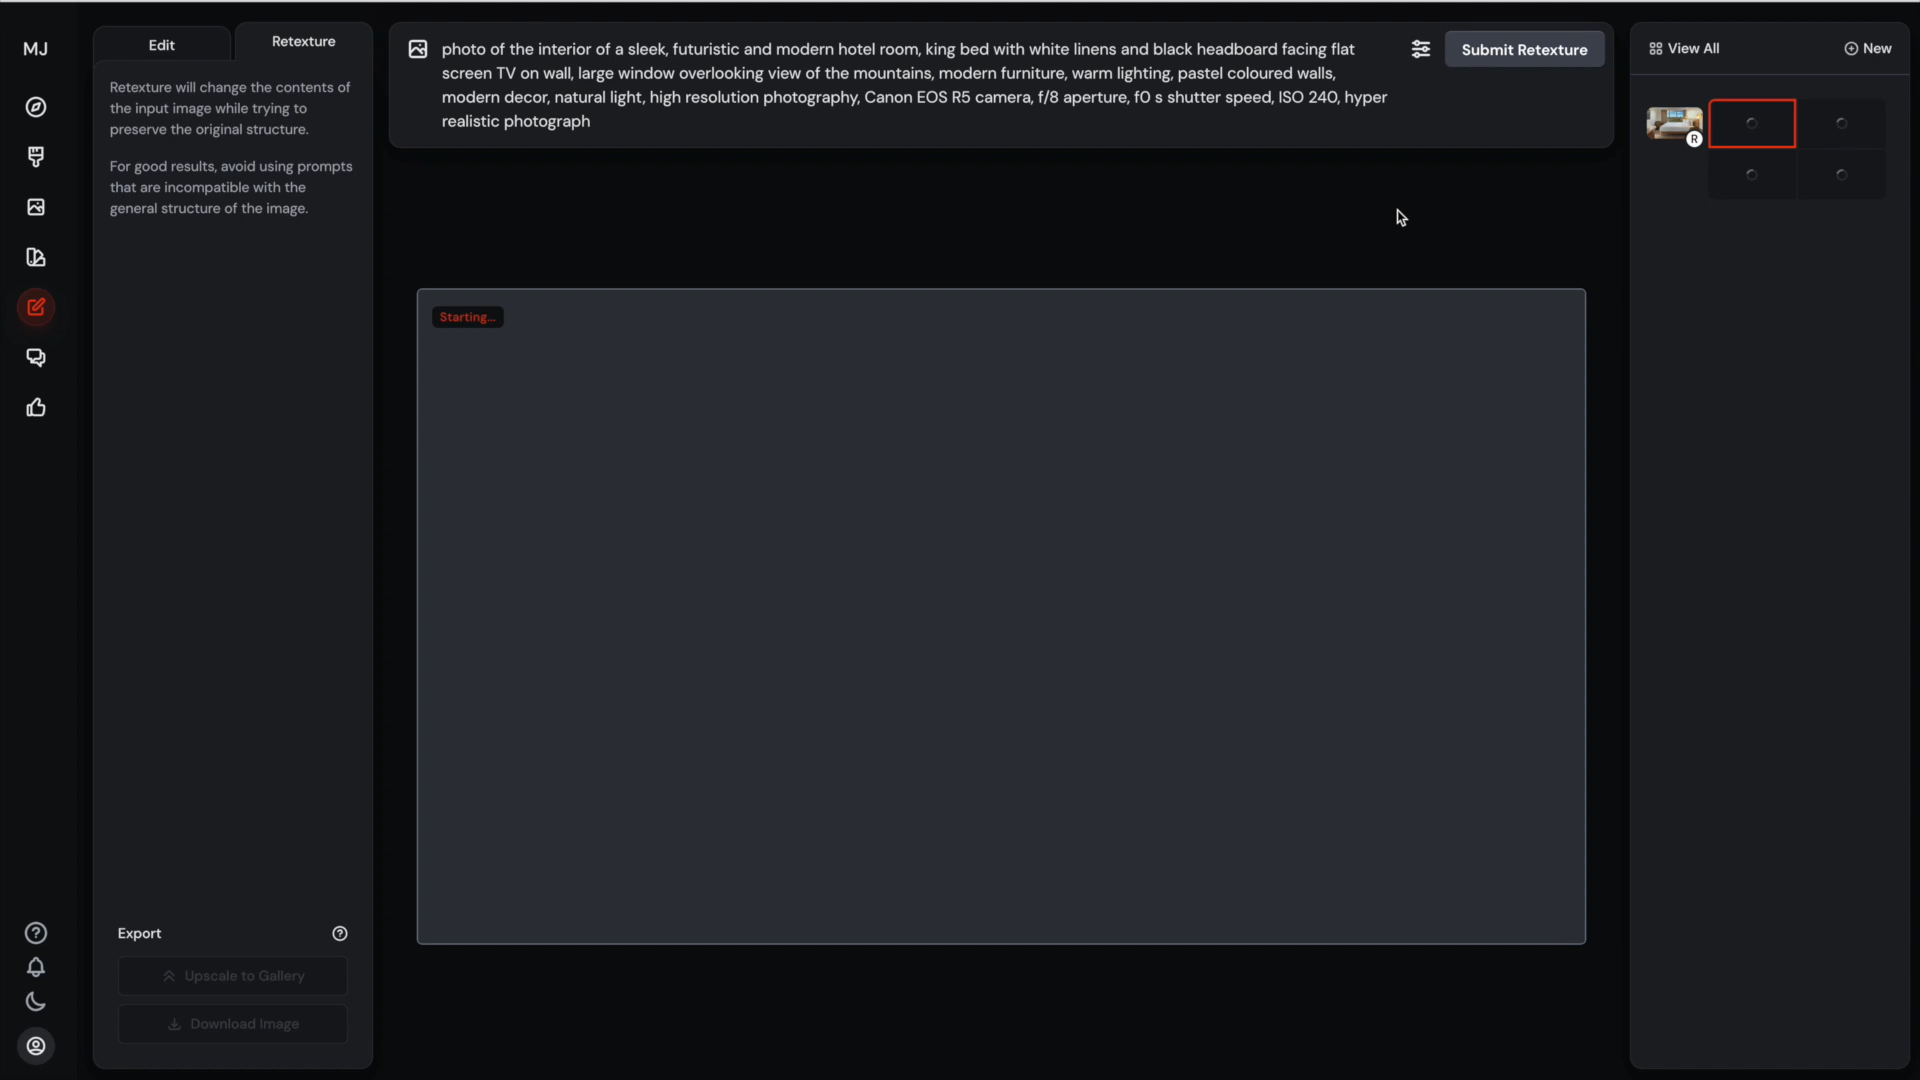 MJ
Edit
Retexture
Retexture will change the contents of
the input image while trying to
preserve the original structure.
For good results, avoid using prompts
that are incompatible with the
general structure of the image.
Export
Upscale to Gallery
Download Image
photo of the interior of a sleek, futuristic and modern hotel room, king bed with white linens and black headboard facing flat
screen TV on wall, large window overlooking view of the mountains, modern furniture, warm lighting, pastel coloured walls,
modern decor, natural light, high resolution photography, Canon EOS R5 camera, f/8 aperture, f0 s shutter speed, ISO 240, hyper
realistic photograph
Submit Retexture
Starting...
View All
New
R